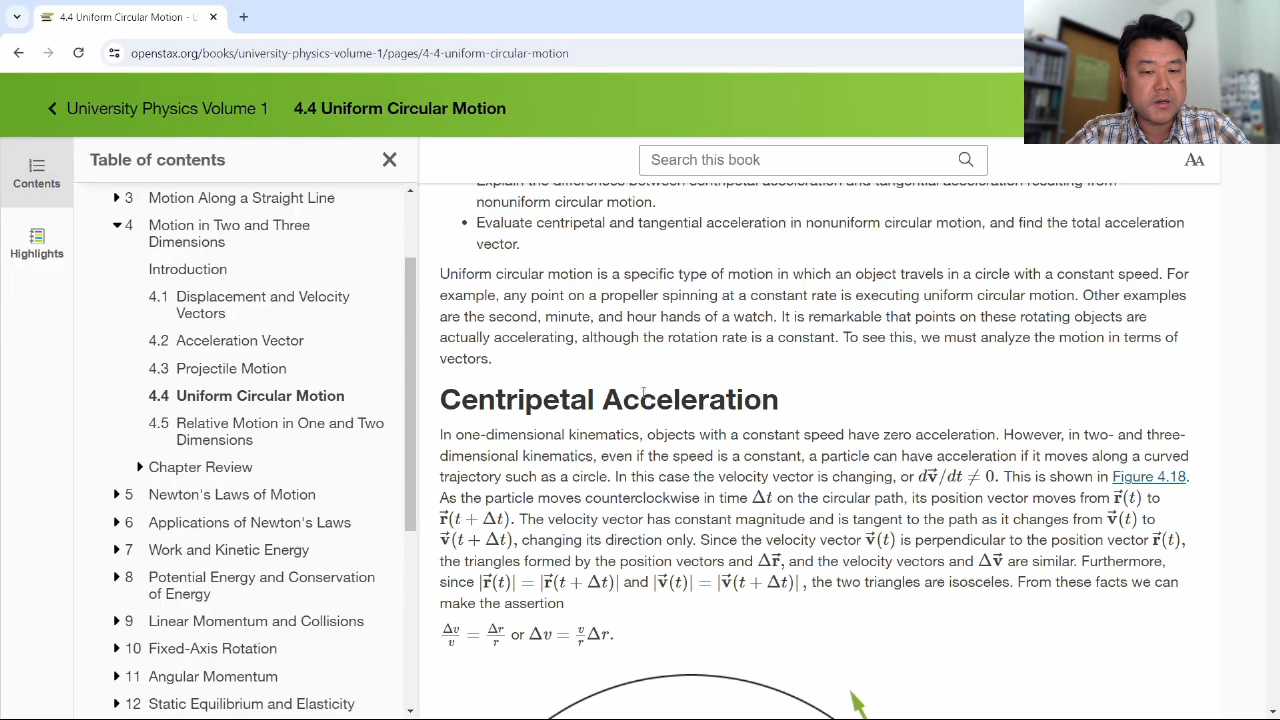 4.4 Uniform Circular Motion - U
openstax.org/books/university-physics-volume-1/pages/4-4-uniform-circular-motion
University Physics Volume 1
4.4 Uniform Circular Motion
Contents
Highlights
Table of contents
3 Motion Along a Straight Line
4 Motion in Two and Three
Dimensions
Introduction
4.1 Displacement and Velocity
Vectors
4.2 Acceleration Vector
4.3 Projectile Motion
4.4 Uniform Circular Motion
4.5 Relative Motion in One and Two
Dimensions
Chapter Review
5 Newton's Laws of Motion
6 Applications of Newton's Laws
7 Work and Kinetic Energy
8 Potential Energy and Conservation
of Energy
9 Linear Momentum and Collisions
10 Fixed-Axis Rotation
11 Angular Momentum
12 Static Equilibrium and Elasticity
Search this book
AA
Explain the differences between centripetal acceleration and tangential acceleration resulting from
nonuniform circular motion.
• Evaluate centripetal and tangential acceleration in nonuniform circular motion, and find the total acceleration
vector.
Uniform circular motion is a specific type of motion in which an object travels in a circle with a constant speed. For
example, any point on a propeller spinning at a constant rate is executing uniform circular motion. Other examples
are the second, minute, and hour hands of a watch. It is remarkable that points on these rotating objects are
actually accelerating, although the rotation rate is a constant. To see this, we must analyze the motion in terms of
vectors.
Centripetal Acceleration
In one-dimensional kinematics, objects with a constant speed have zero acceleration. However, in two- and three-
dimensional kinematics, even if the speed is a constant, a particle can have acceleration if it moves along a curved
trajectory such as a circle. In this case the velocity vector is changing, or dv⃗/dt ≠ 0. This is shown in Figure 4.18.
As the particle moves counterclockwise in time Δt on the circular path, its position vector moves from r⃗(t) to
r⃗(t + Δt). The velocity vector has constant magnitude and is tangent to the path as it changes from v⃗(t) to
v⃗(t + Δt), changing its direction only. Since the velocity vector v⃗(t) is perpendicular to the position vector r⃗(t),
the triangles formed by the position vectors and Δr⃗, and the velocity vectors and Δv⃗ are similar. Furthermore,
since |r⃗(t)| = |r⃗(t + Δt)| and |v⃗(t)| = |v⃗(t + Δt)|, the two triangles are isosceles. From these facts we can
make the assertion
Δv/v = Δr/r or Δv = v/r Δr.